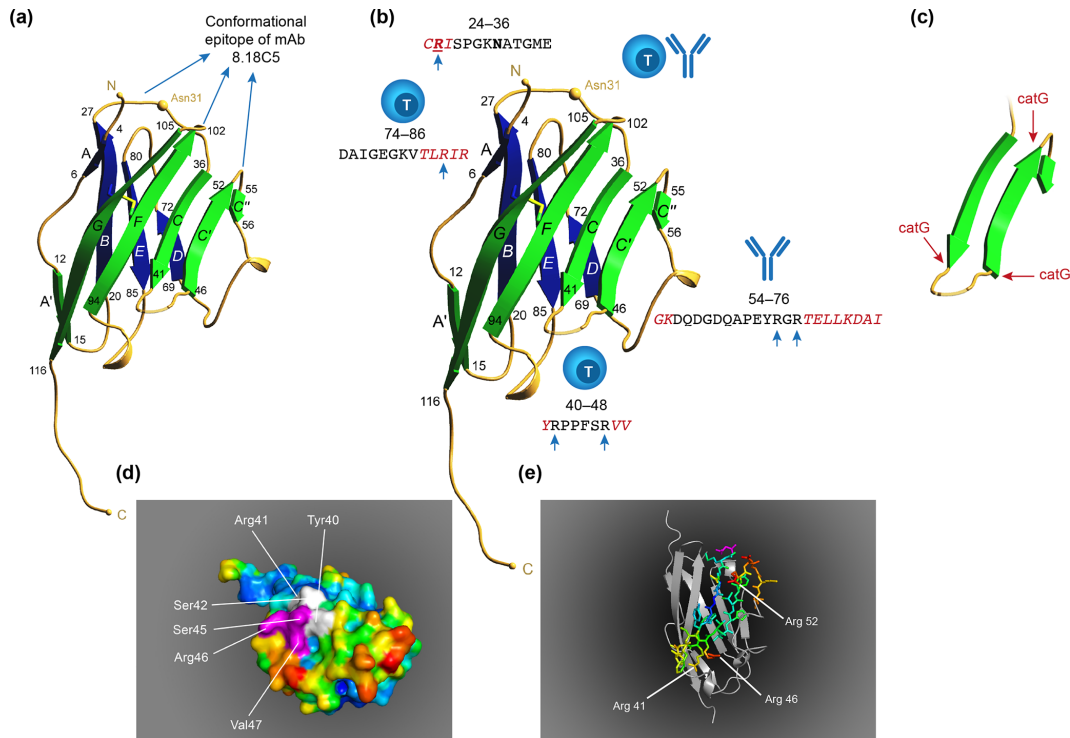 (a)
Conformational
epitope of mAb
8.18C5
N
Asn31
27
4
105
102
A
80
6
36
52
55
G
F
C
C''
72
56
B
E
D
C'
12
41
A'
94
20
85
69
46
15
116
C
(b)
24–36
CRISPGKNATGME
T
T
74–86
DAIGEGKVTLRIR
N
Asn31
27
4
105
102
A
80
6
36
52
55
G
F
C
C''
72
56
B
E
D
C'
12
41
A'
94
20
85
69
46
15
116
C
54–76
GKDQDGDQAPEYRGRTELLKDAI
T
40–48
YRPPFSRVV
(c)
catG
catG
catG
(d)
Arg41
Tyr40
Ser42
Ser45
Arg46
Val47
(e)
Arg 52
Arg 41
Arg 46